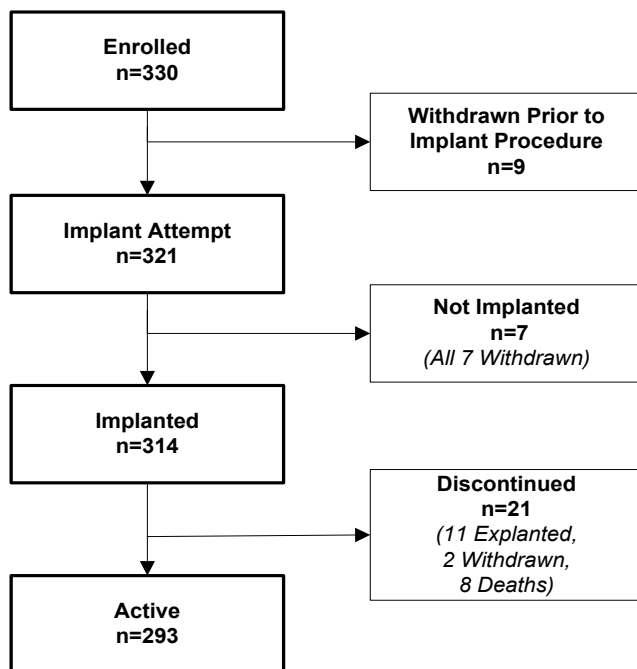 Enrolled
n=330
Withdrawn Prior to
Implant Procedure
n=9
Implant Attempt
n=321
Not Implanted
n=7
(All 7 Withdrawn)
Implanted
n=314
Discontinued
n=21
(11 Explanted,
2 Withdrawn,
8 Deaths)
Active
n=293